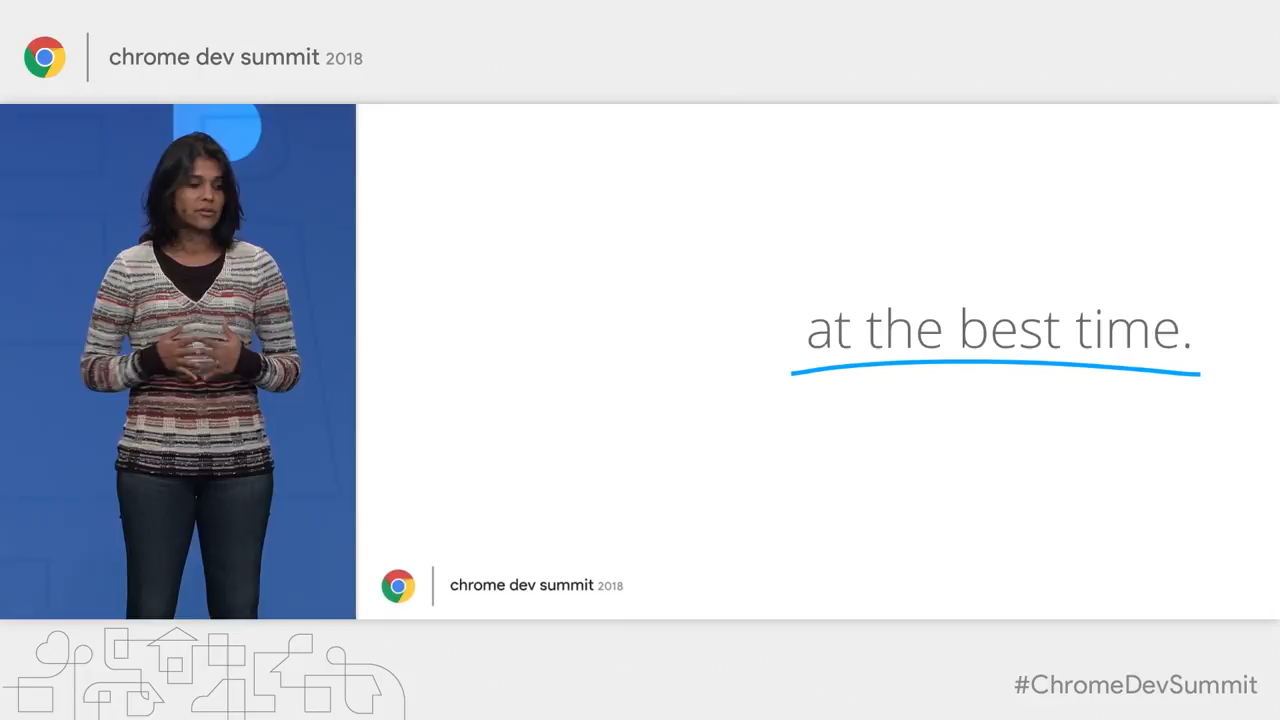 chrome dev summit 2018
at the best time.
chrome dev summit 2018
#ChromeDevSummit